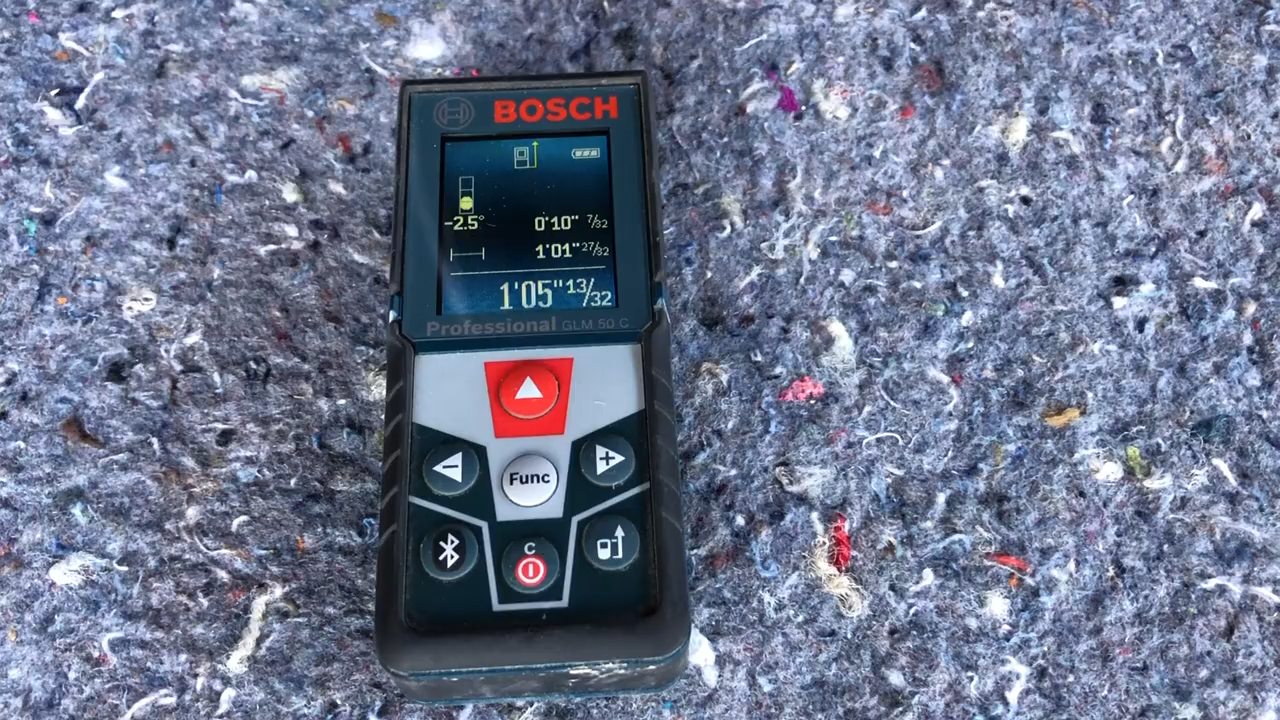 BOSCH
-2.5° 0'10" 7/32
1'01" 27/32
1'05" 13/32
Professional GLM 50 C
Func
C